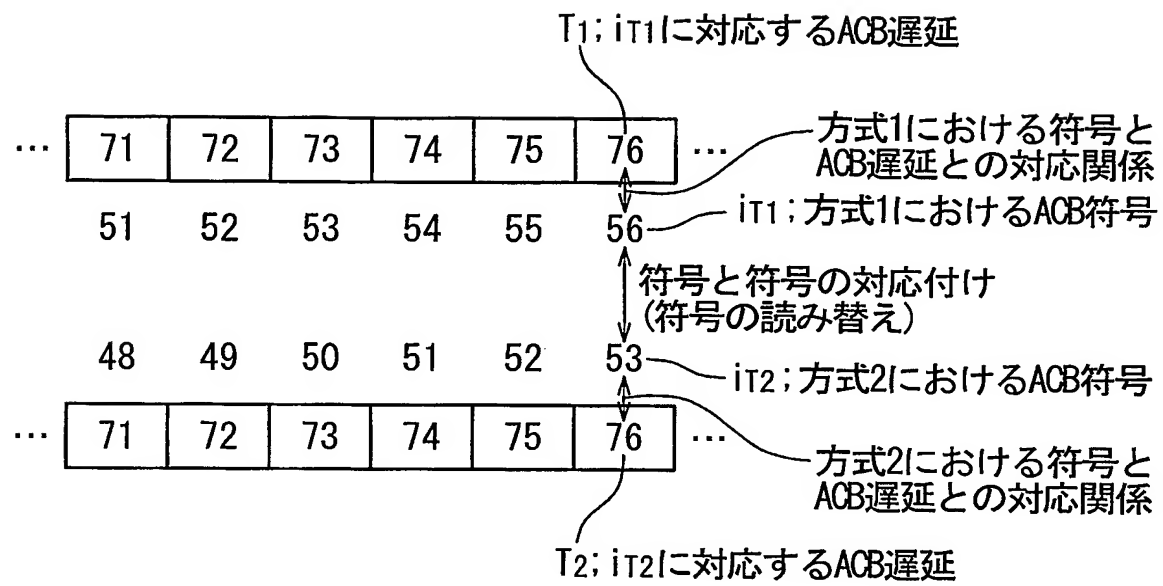 T1; iT1に対応するACB遅延
方式1における符号と
ACB遅延との対応関係
… 71 72 73 74 75 76 …
51 52 53 54 55 56
iT1; 方式1におけるACB符号
符号と符号の対応付け
(符号の読み替え)
48 49 50 51 52 53
iT2; 方式2におけるACB符号
… 71 72 73 74 75 76 …
方式2における符号と
ACB遅延との対応関係
T2; iT2に対応するACB遅延